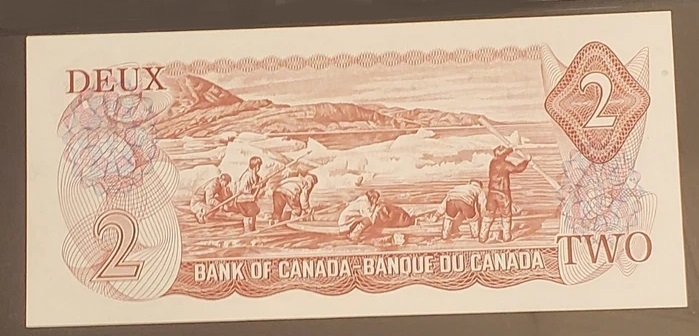 DEUX
2
2
BANK OF CANADA-BANQUE DU CANADA
TWO